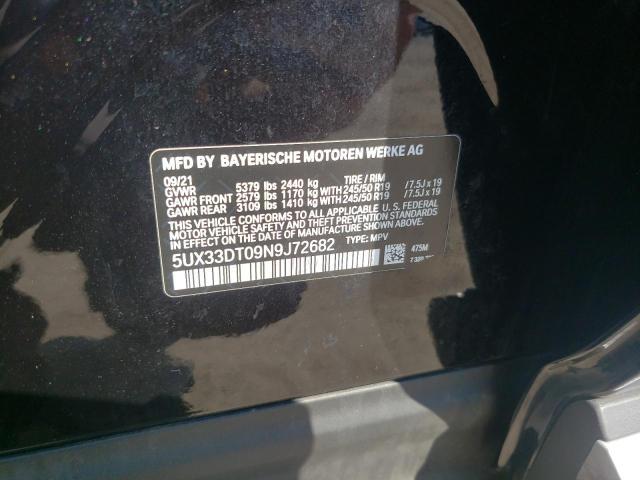 MFD BY BAYERISCHE MOTOREN WERKE AG
09/21 TIRE / RIM
GVWR 5379 lbs 2440 kg
GAWR FRONT 2579 lbs 1170 kg WITH 245/50 R19 / 7.5J x 19
GAWR REAR 3109 lbs 1410 kg WITH 245/50 R19 / 7.5J x 19
THIS VEHICLE CONFORMS TO ALL APPLICABLE U.S. FEDERAL
MOTOR VEHICLE SAFETY AND THEFT PREVENTION STANDARDS
IN EFFECT ON THE DATE OF MANUFACTURE SHOWN ABOVE.
5UX33DT09N9J72682 TYPE: MPV
475M